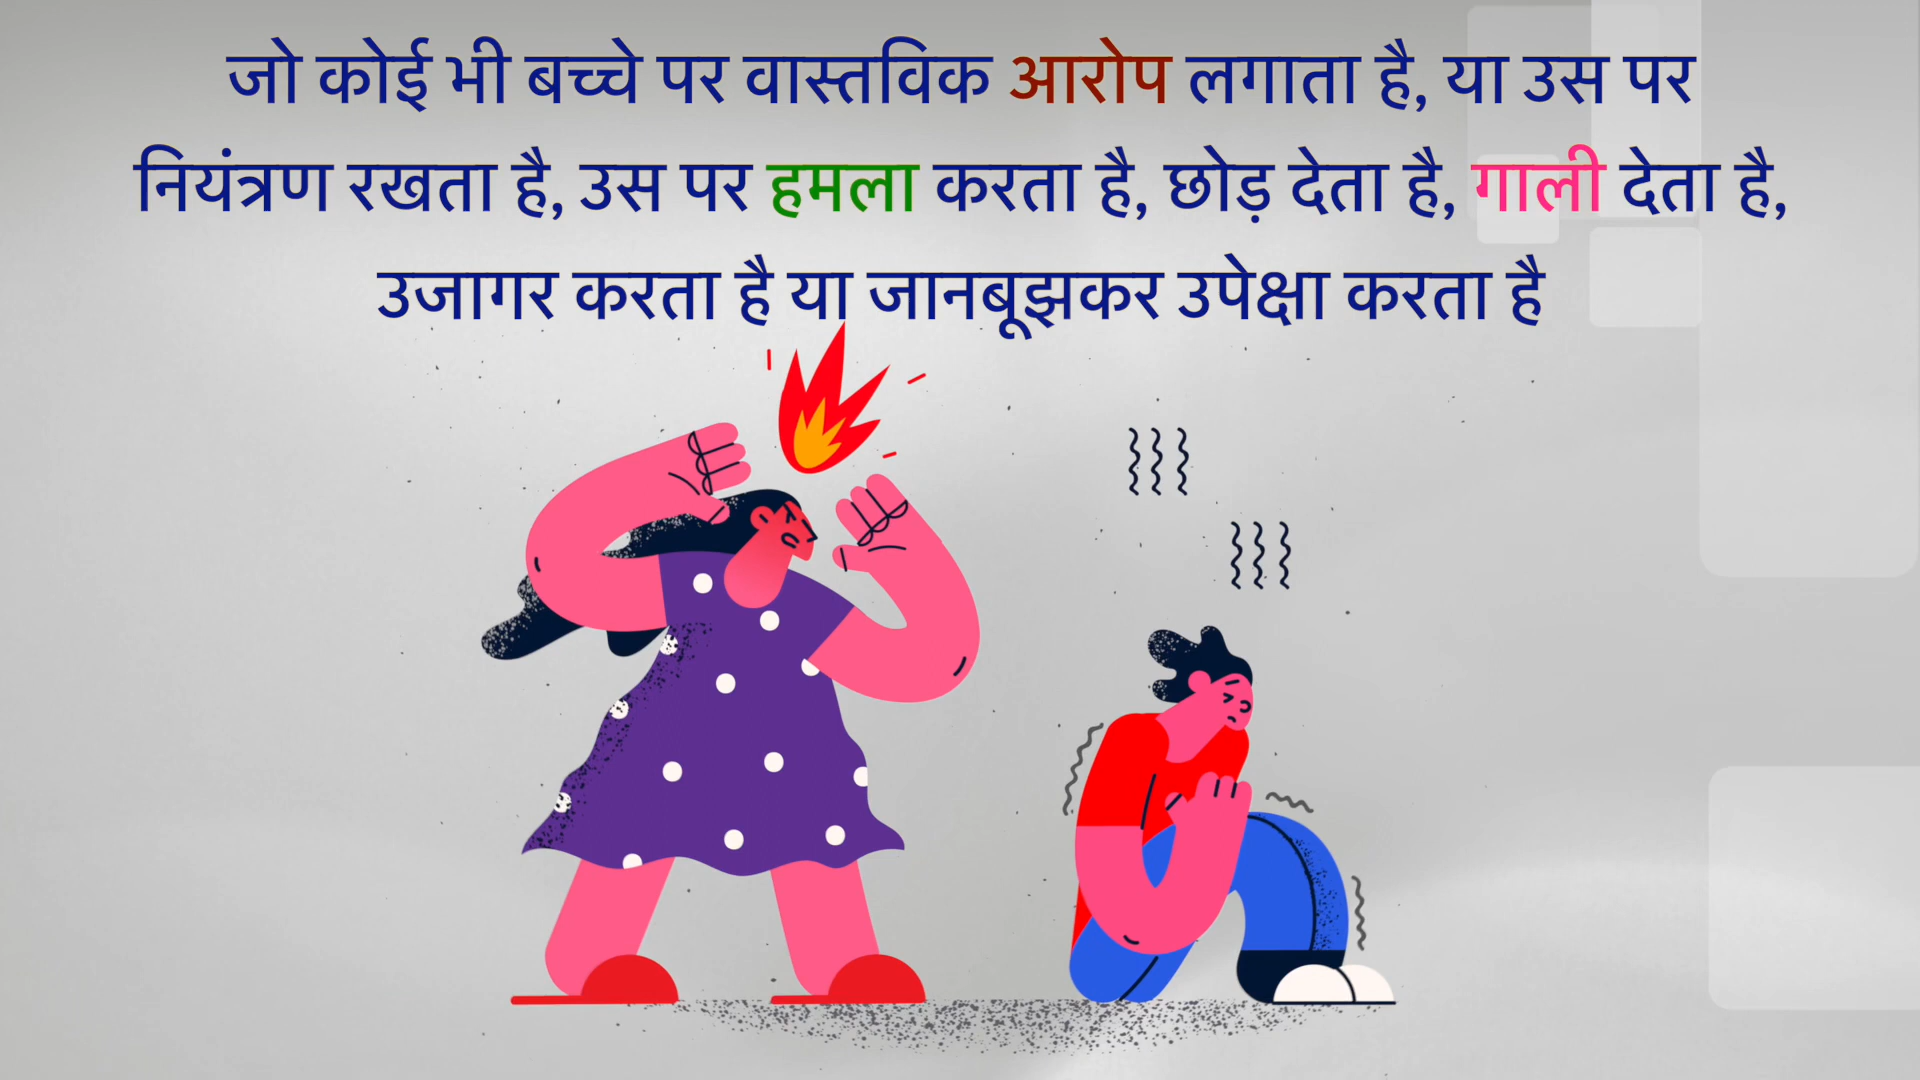 जो कोई भी बच्चे पर वास्तविक आरोप लगाता है, या उस पर
नियंत्रण रखता है, उस पर हमला करता है, छोड़ देता है, गाली देता है,
उजागर करता है या जानबूझकर उपेक्षा करता है